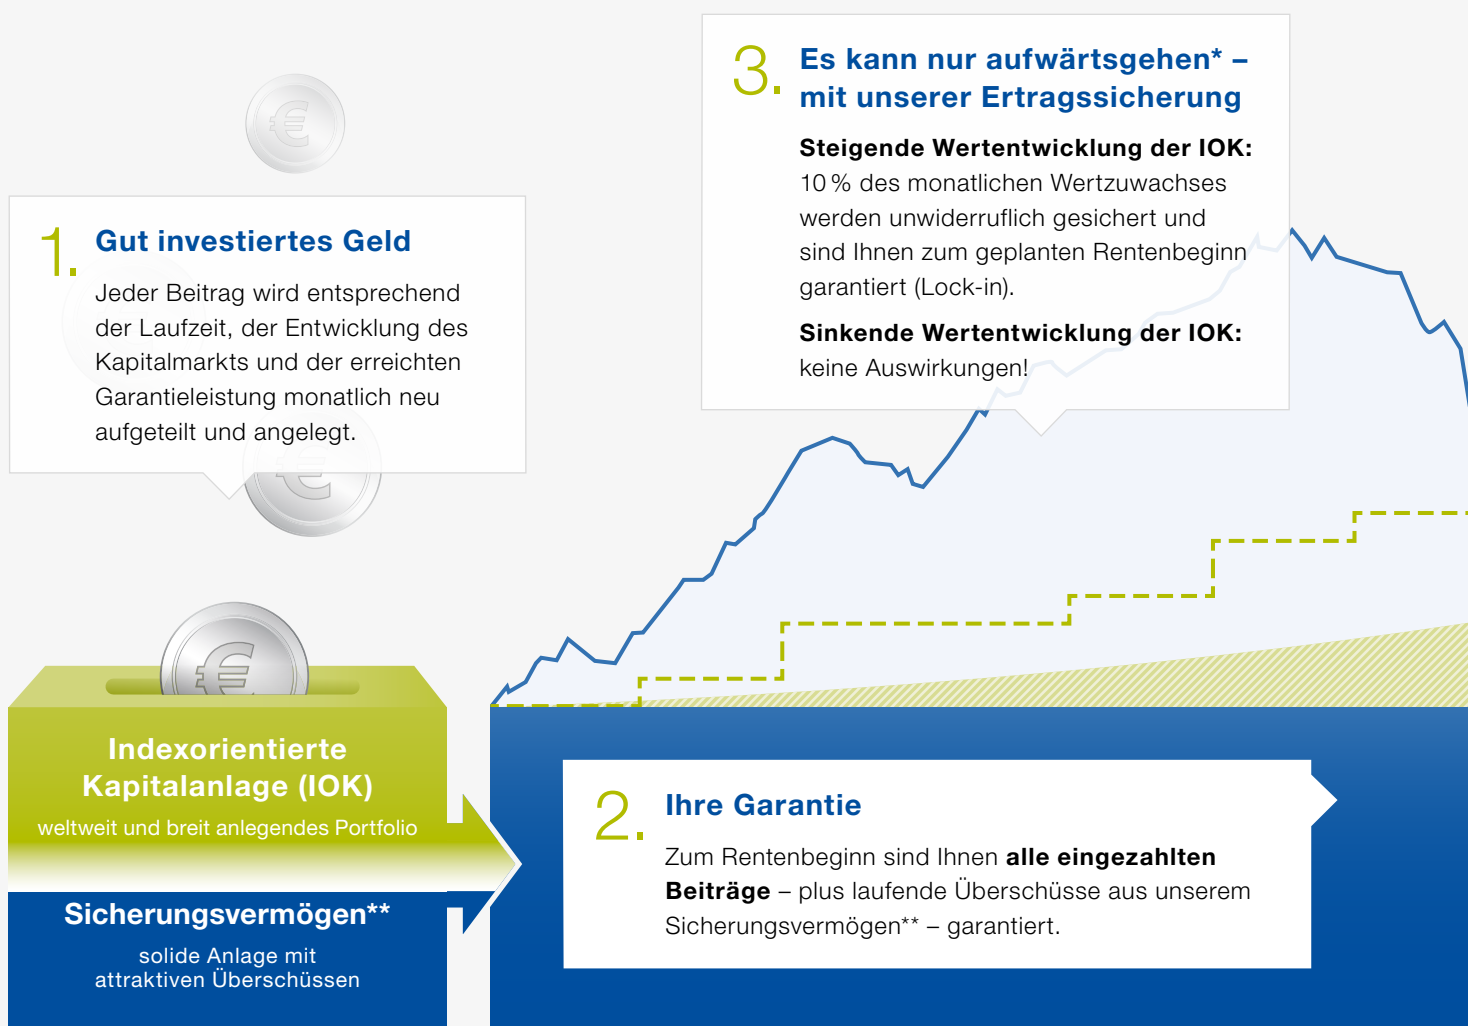 1. Gut investiertes Geld
Jeder Beitrag wird entsprechend
der Laufzeit, der Entwicklung des
Kapitalmarkts und der erreichten
Garantieleistung monatlich neu
aufgeteilt und angelegt.
€
€
€
Indexorientierte
Kapitalanlage (IOK)
weltweit und breit anlegendes Portfolio
Sicherungsvermögen**
solide Anlage mit
attraktiven Überschüssen
2. Ihre Garantie
Zum Rentenbeginn sind Ihnen alle eingezahlten
Beiträge – plus laufende Überschüsse aus unserem
Sicherungsvermögen** – garantiert.
3. Es kann nur aufwärtsgehen* –
mit unserer Ertragssicherung
Steigende Wertentwicklung der IOK:
10 % des monatlichen Wertzuwachses
werden unwiderruflich gesichert und
sind Ihnen zum geplanten Rentenbeginn
garantiert (Lock-in).
Sinkende Wertentwicklung der IOK:
keine Auswirkungen!